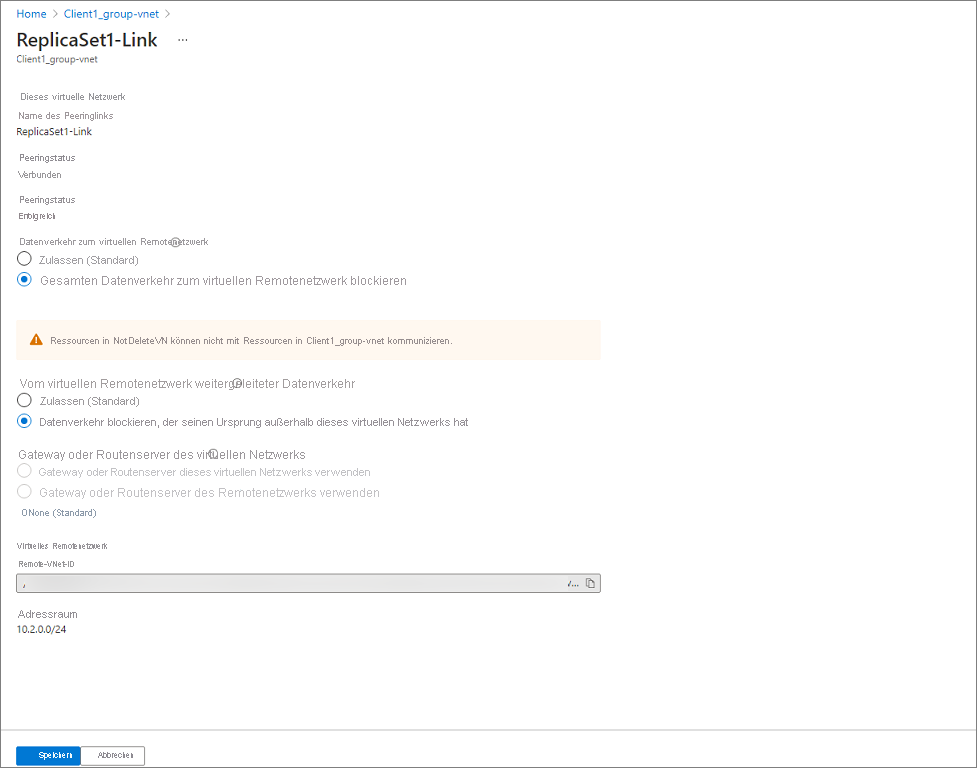 Home > Client1_group-vnet >
ReplicaSet1-Link ...
Client1_group-vnet
Dieses virtuelle Netzwerk
Name des Peeringlinks
ReplicaSet1-Link
Peeringstatus
Verbunden
Peeringstatus
Erfolgreich
Datenverkehr zum virtuellen Remotenetzwerk
Zulassen (Standard)
Gesamten Datenverkehr zum virtuellen Remotenetzwerk blockieren
Ressourcen in NotDeleteVN können nicht mit Ressourcen in Client1_group-vnet kommunizieren.
Vom virtuellen Remotenetzwerk weitergeleiteter Datenverkehr
Zulassen (Standard)
Datenverkehr blockieren, der seinen Ursprung außerhalb dieses virtuellen Netzwerks hat
Gateway oder Routenserver des virtuellen Netzwerks
Gateway oder Routenserver dieses virtuellen Netzwerks verwenden
Gateway oder Routenserver des Remotenetzwerks verwenden
0None (Standard)
Virtuelles Remotenetzwerk
Remote-VNet-ID
/...
Adressraum
10.2.0.0/24
Speichern
Abbrechen